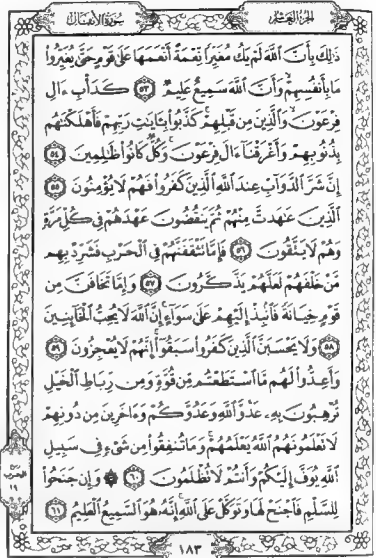 الجزء العاشر سورة الأنفال
ذَٰلِكَ بِأَنَّ ٱللَّهَ لَمۡ يَكُ مُغَيِّرٗا نِّعۡمَةً أَنۡعَمَهَا عَلَىٰ قَوۡمٍ حَتَّىٰ يُغَيِّرُواْ
مَا بِأَنفُسِهِمۡ وَأَنَّ ٱللَّهَ سَمِيعٌ عَلِيمٞ ٥٣ كَدَأۡبِ ءَالِ
فِرۡعَوۡنَ وَٱلَّذِينَ مِن قَبۡلِهِمۡۚ كَذَّبُواْ بِـَٔايَٰتِ رَبِّهِمۡ فَأَهۡلَكۡنَٰهُم
بِذُنُوبِهِمۡ وَأَغۡرَقۡنَآ ءَالَ فِرۡعَوۡنَۚ وَكُلّٞ كَانُواْ ظَٰلِمِينَ ٥٤
إِنَّ شَرَّ ٱلدَّوَآبِّ عِندَ ٱللَّهِ ٱلَّذِينَ كَفَرُواْ فَهُمۡ لَا يُؤۡمِنُونَ ٥٥
ٱلَّذِينَ عَٰهَدتَّ مِنۡهُمۡ ثُمَّ يَنقُضُونَ عَهۡدَهُمۡ فِي كُلِّ مَرَّةٖ
وَهُمۡ لَا يَتَّقُونَ ٥٦ فَإِمَّا تَثۡقَفَنَّهُمۡ فِي ٱلۡحَرۡبِ فَشَرِّدۡ بِهِم
مَّنۡ خَلۡفَهُمۡ لَعَلَّهُمۡ يَذَّكَّرُونَ ٥٧ وَإِمَّا تَخَافَنَّ مِن
قَوۡمٍ خِيَانَةٗ فَٱنۢبِذۡ إِلَيۡهِمۡ عَلَىٰ سَوَآءٍۚ إِنَّ ٱللَّهَ لَا يُحِبُّ ٱلۡخَآئِنِينَ
٥٨ وَلَا يَحۡسَبَنَّ ٱلَّذِينَ كَفَرُواْ سَبَقُوٓاْۚ إِنَّهُمۡ لَا يُعۡجِزُونَ ٥٩
وَأَعِدُّواْ لَهُم مَّا ٱسۡتَطَعۡتُم مِّن قُوَّةٖ وَمِن رِّبَاطِ ٱلۡخَيۡلِ
تُرۡهِبُونَ بِهِۦ عَدُوَّ ٱللَّهِ وَعَدُوَّكُمۡ وَءَاخَرِينَ مِن دُونِهِمۡ
لَا تَعۡلَمُونَهُمُ ٱللَّهُ يَعۡلَمُهُمۡۚ وَمَا تُنفِقُواْ مِن شَيۡءٖ فِي سَبِيلِ
ٱللَّهِ يُوَفَّ إِلَيۡكُمۡ وَأَنتُمۡ لَا تُظۡلَمُونَ ٦٠ ۞ وَإِن جَنَحُواْ
لِلسَّلۡمِ فَٱجۡنَحۡ لَهَا وَتَوَكَّلۡ عَلَى ٱللَّهِۚ إِنَّهُۥ هُوَ ٱلسَّمِيعُ ٱلۡعَلِيمُ ٦١
١٨٣